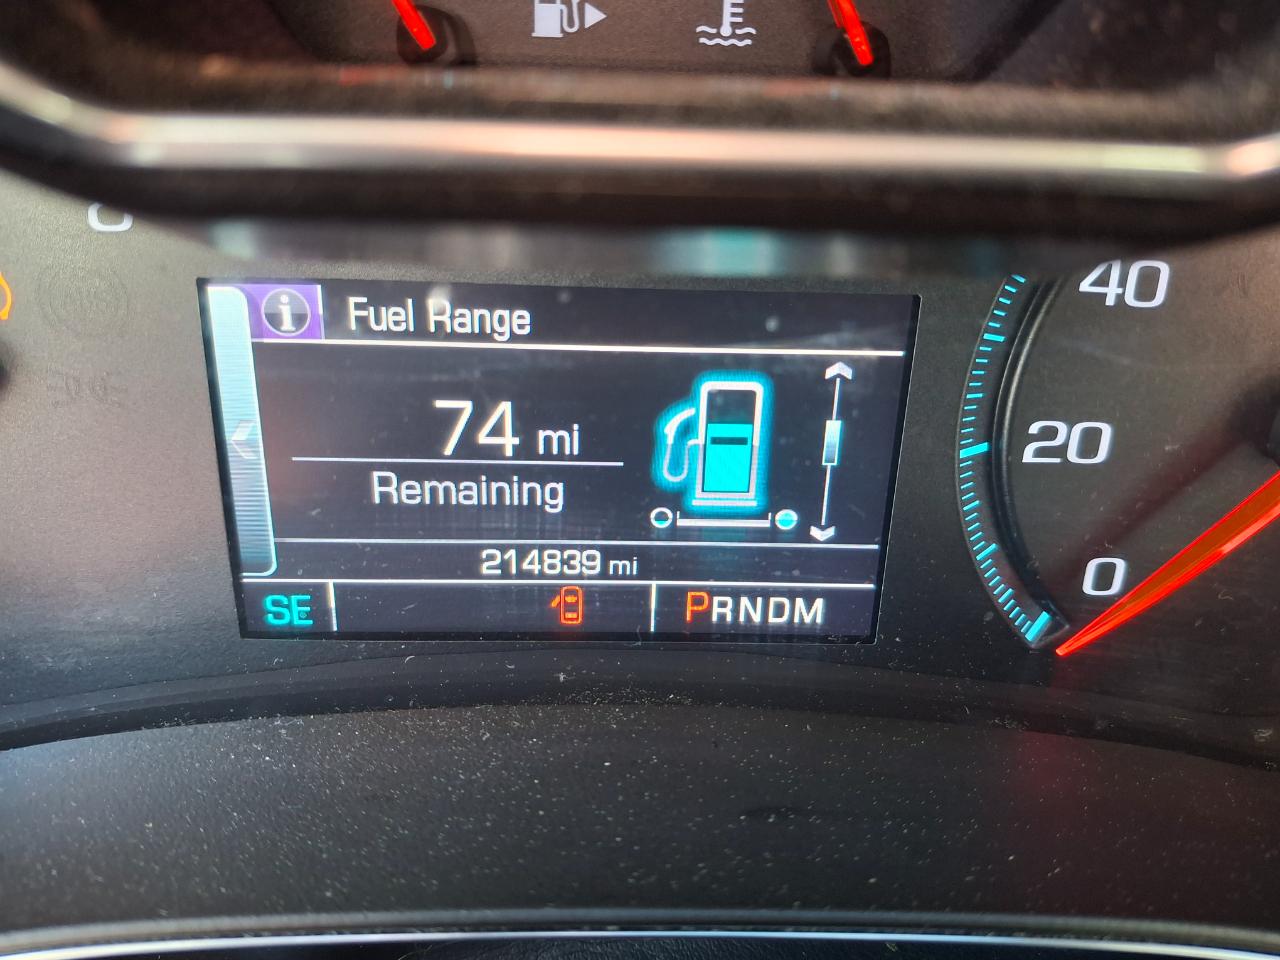 40
Fuel Range
74 mi
20
Remaining
0
214839 mi
SE
PRNDM